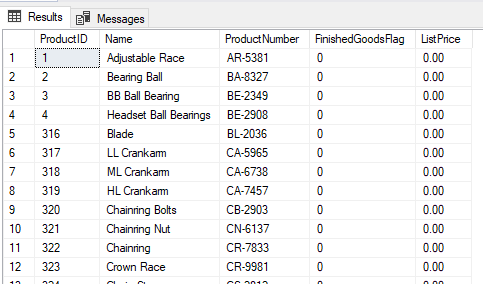 Results Messages
ProductID Name ProductNumber FinishedGoodsFlag ListPrice
1 1 Adjustable Race AR-5381 0 0.00
2 2 Bearing Ball BA-8327 0 0.00
3 3 BB Ball Bearing BE-2349 0 0.00
4 4 Headset Ball Bearings BE-2908 0 0.00
5 316 Blade BL-2036 0 0.00
6 317 LL Crankarm CA-5965 0 0.00
7 318 ML Crankarm CA-6738 0 0.00
8 319 HL Crankarm CA-7457 0 0.00
9 320 Chainring Bolts CB-2903 0 0.00
10 321 Chainring Nut CN-6137 0 0.00
11 322 Chainring CR-7833 0 0.00
12 323 Crown Race CR-9981 0 0.00